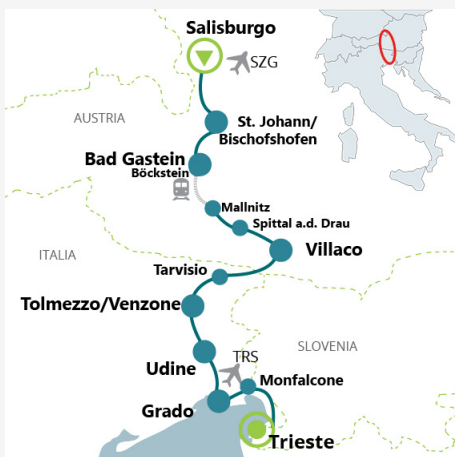 Salisburgo
SZG
AUSTRIA
St. Johann/
Bischofshofen
Bad Gastein
Böckstein
Mallnitz
Spittal a.d. Drau
ITALIA
Villaco
Tarvisio
Tolmezzo/Venzone
SLOVENIA
TRS
Udine
Monfalcone
Grado
Trieste